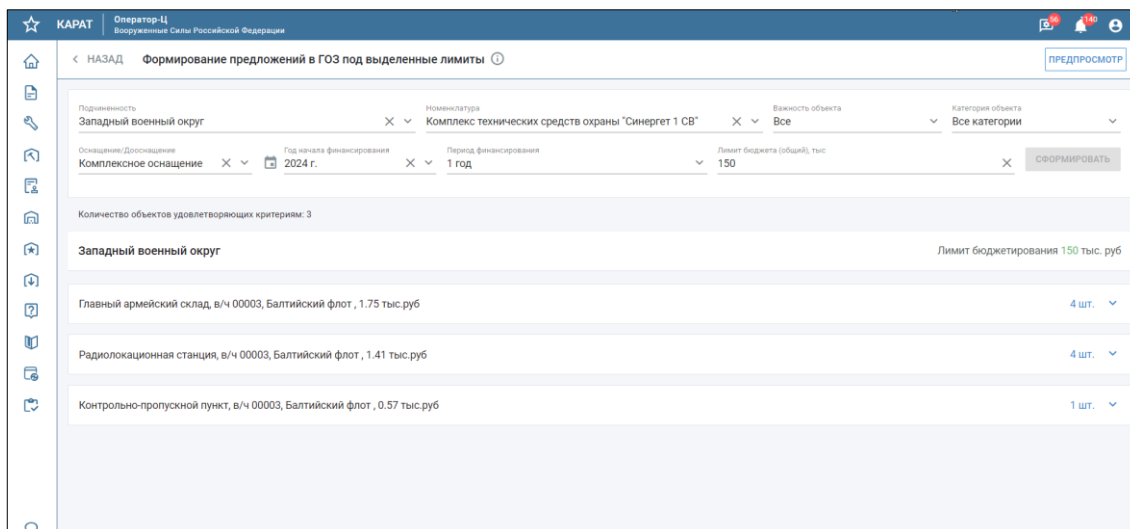 КАРАТ
Оператор-Ц
Вооруженные Силы Российской Федерации
56
140
НАЗАД
Формирование предложений в ГОЗ под выделенные лимиты
ПРЕДПРОСМОТР
Подчиненность
Номенклатура
Важность объекта
Категория объекта
Западный военный округ
Комплекс технических средств охраны "Синергет 1 СВ"
Все
Все категории
Оснащение/Дооснащение
Год начала финансирования
Период финансирования
Лимит бюджета (общий), тыс
Комплексное оснащение
2024 г.
1 год
150
СФОРМИРОВАТЬ
Количество объектов удовлетворяющих критериям: 3
Западный военный округ
Лимит бюджетирования 150 тыс. руб
Главный армейский склад, в/ч 00003, Балтийский флот , 1.75 тыс.руб
4 шт.
Радиолокационная станция, в/ч 00003, Балтийский флот , 1.41 тыс.руб
4 шт.
Контрольно-пропускной пункт, в/ч 00003, Балтийский флот , 0.57 тыс.руб
1 шт.